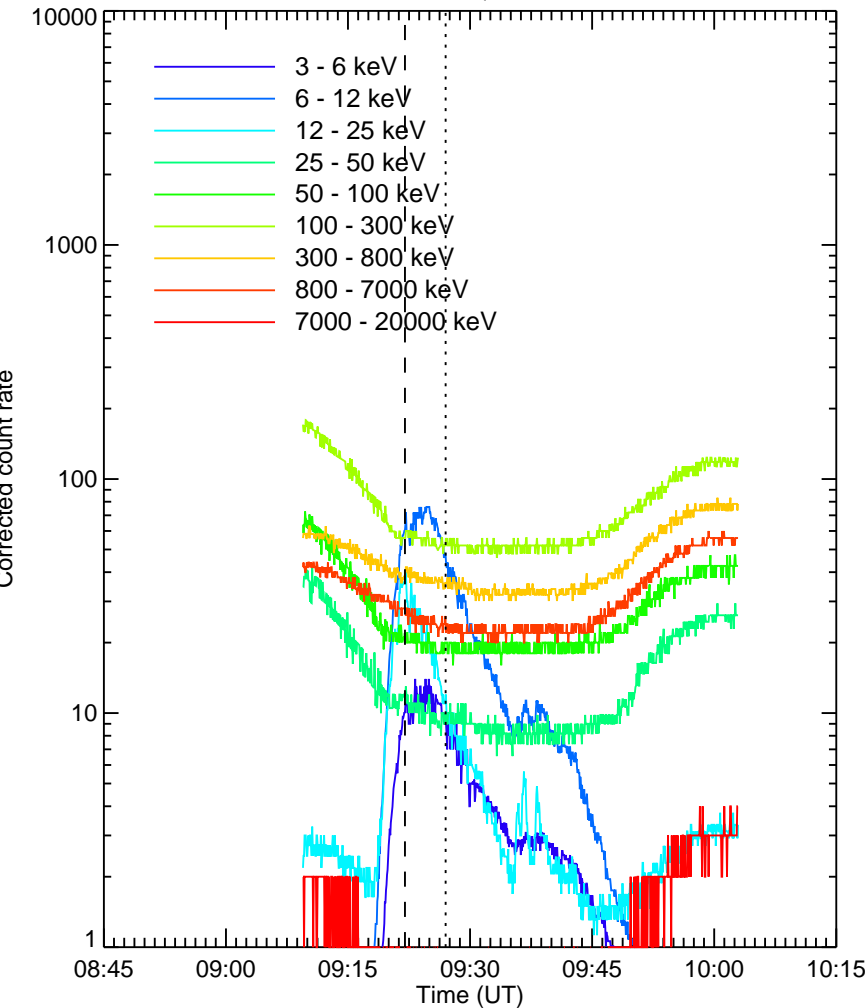 10000
3 - 6 keV
6 - 12 keV
12 - 25 keV
25 - 50 keV
50 - 100 keV
100 - 300 keV
300 - 800 keV
800 - 7000 keV
7000 - 20000 keV
1000
100
10
1
Corrected count rate
08:45 09:00 09:15 09:30 09:45 10:00 10:15
Time (UT)